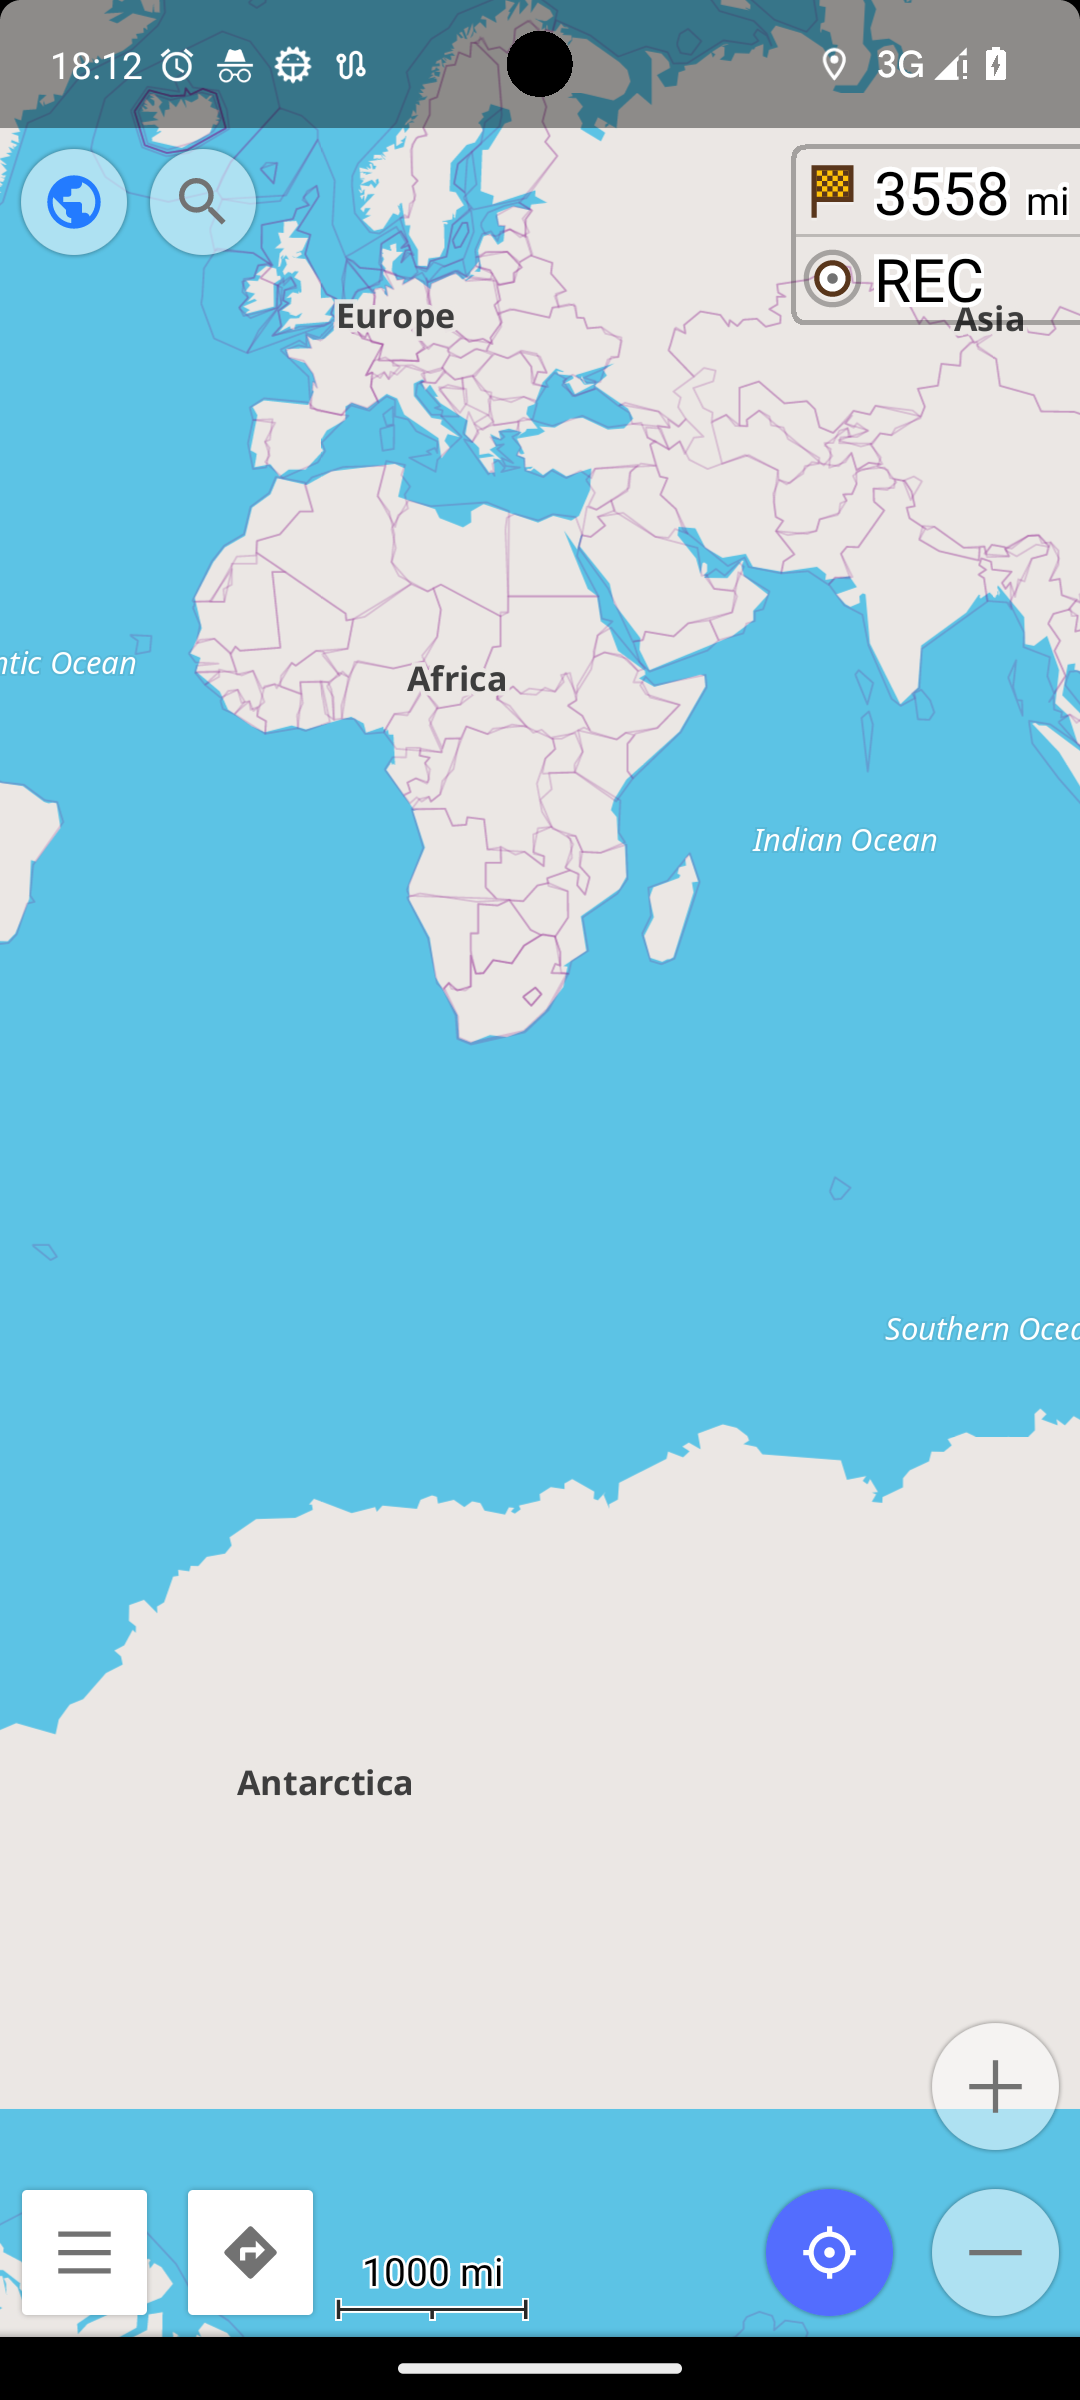 18:12
3G
3558 mi
REC
Europe
Asia
ntic Ocean
Africa
Indian Ocean
Southern Ocea
Antarctica
1000 mi